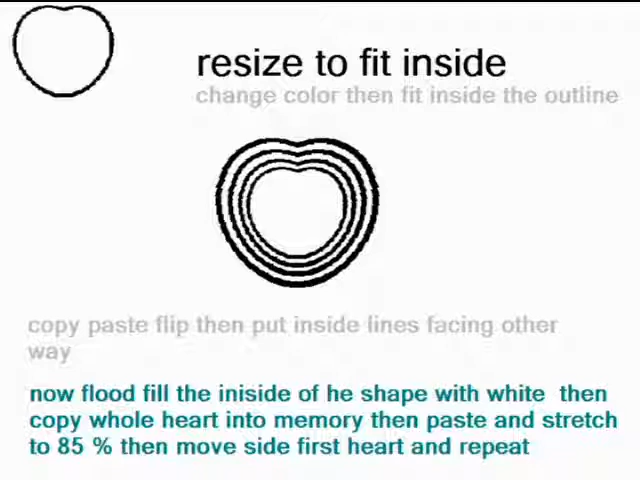 resize to fit inside
change color then fit inside the outline
copy paste flip then put inside lines facing other
way
now flood fill the iniside of he shape with white then
copy whole heart into memory then paste and stretch
to 85 % then move side first heart and repeat